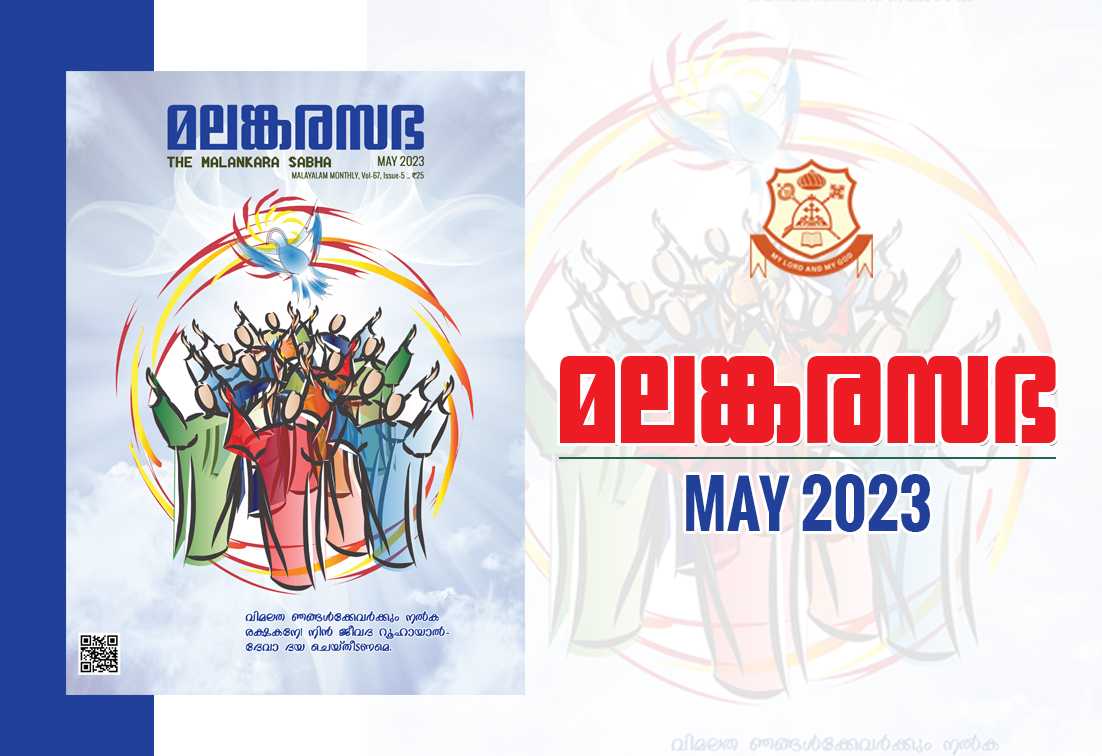 മലങ്കരസഭ
THE MALANKARA SABHA MAY 2023
MALAYALAM MONTHLY, Vol-67, Issue-5 .. ₹25
വിമലത ഞങ്ങൾക്കേവർക്കും നൽക
രക്ഷകനേ! നിൻ ജീവദ റൂഹായാൽ-
ദേവാ ദയ ചെയ്തീടണമെ.
MY LORD AND MY GOD
മലങ്കരസഭ
MAY 2023
വിമലത ഞങ്ങൾക്കേവർക്കും നൽക